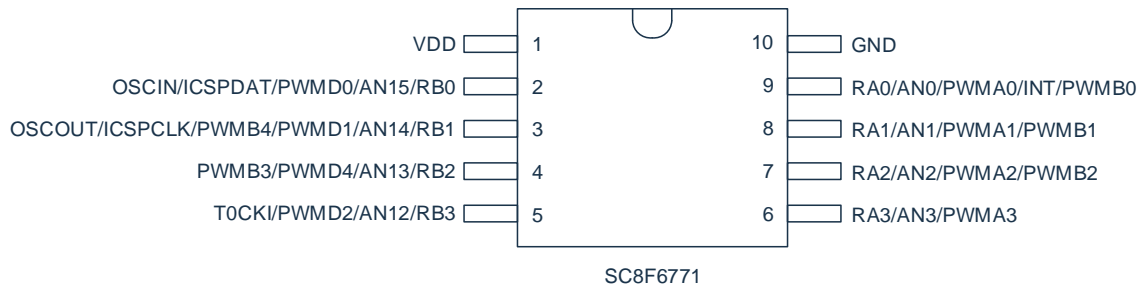 VDD 1 10 GND
OSCIN/ICSPDAT/PWMD0/AN15/RB0 2 9 RA0/AN0/PWMA0/INT/PWMB0
OSCOUT/ICSPCLK/PWMB4/PWMD1/AN14/RB1 3 8 RA1/AN1/PWMA1/PWMB1
PWMB3/PWMD4/AN13/RB2 4 7 RA2/AN2/PWMA2/PWMB2
T0CKI/PWMD2/AN12/RB3 5 6 RA3/AN3/PWMA3
SC8F6771